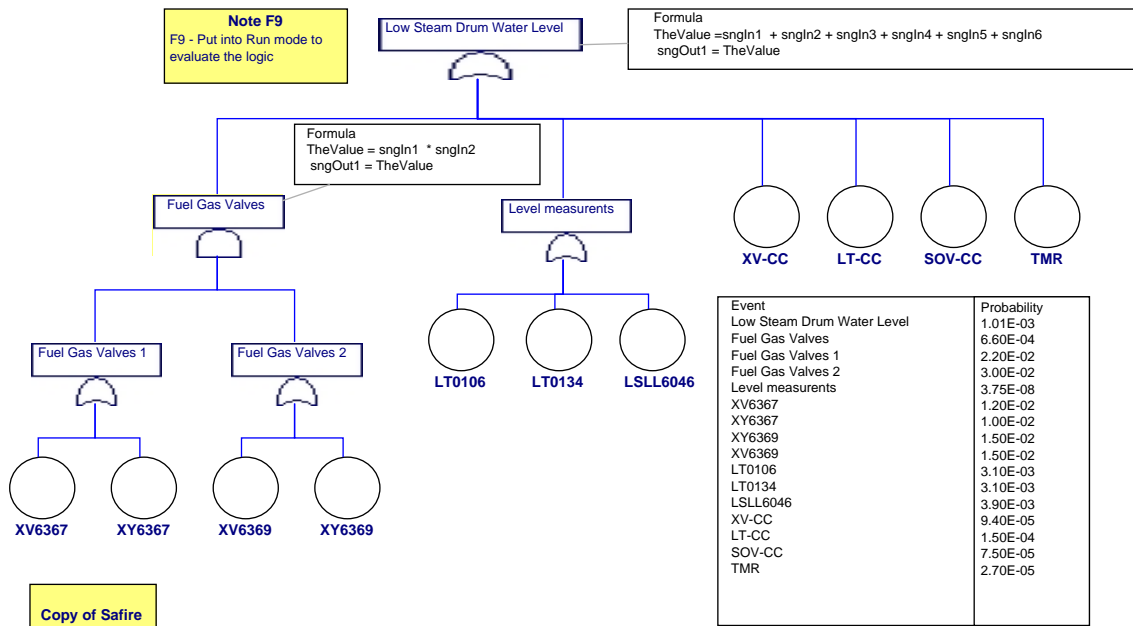 Note F9
F9 - Put into Run mode to
evaluate the logic
Low Steam Drum Water Level
Formula
TheValue =sngIn1 + sngIn2 + sngIn3 + sngIn4 + sngIn5 + sngIn6
sngOut1 = TheValue
Formula
TheValue = sngIn1 * sngIn2
sngOut1 = TheValue
Fuel Gas Valves
Level measurents
XV-CC
LT-CC
SOV-CC
TMR
Fuel Gas Valves 1
Fuel Gas Valves 2
LT0106
LT0134
LSLL6046
XV6367
XY6367
XV6369
XY6369
Event Probability
Low Steam Drum Water Level 1.01E-03
Fuel Gas Valves 6.60E-04
Fuel Gas Valves 1 2.20E-02
Fuel Gas Valves 2 3.00E-02
Level measurents 3.75E-08
XV6367 1.20E-02
XY6367 1.00E-02
XY6369 1.50E-02
XV6369 1.50E-02
LT0106 3.10E-03
LT0134 3.10E-03
LSLL6046 3.90E-03
XV-CC 9.40E-05
LT-CC 1.50E-04
SOV-CC 7.50E-05
TMR 2.70E-05
Copy of Safire